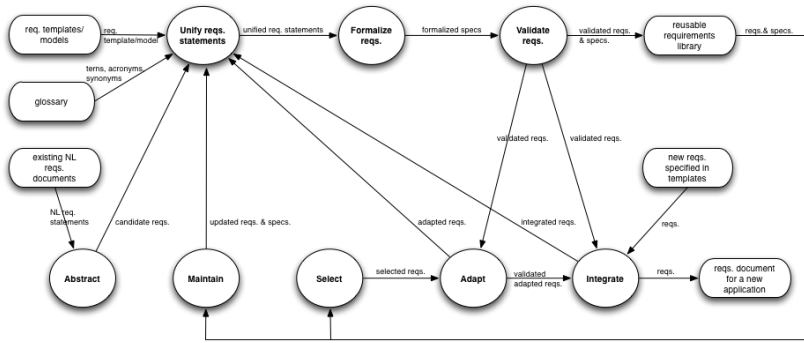 req. templates/
models
req.
template/model
Unify reqs.
statements
unified req. statements
Formalize
reqs.
formalized specs
Validate
reqs.
validated reqs.
& specs.
reusable
requirements
library
reqs.& specs.
terns, acronyms,
synonyms
glossary
validated reqs.
validated reqs.
existing NL
reqs.
documents
new reqs.
specified in
templates
NL req.
statements
candidate reqs.
updated reqs. & specs.
adapted reqs.
integrated reqs.
reqs.
Abstract
Maintain
Select
selected reqs.
Adapt
validated
adapted reqs.
Integrate
reqs.
reqs. document
for a new
application